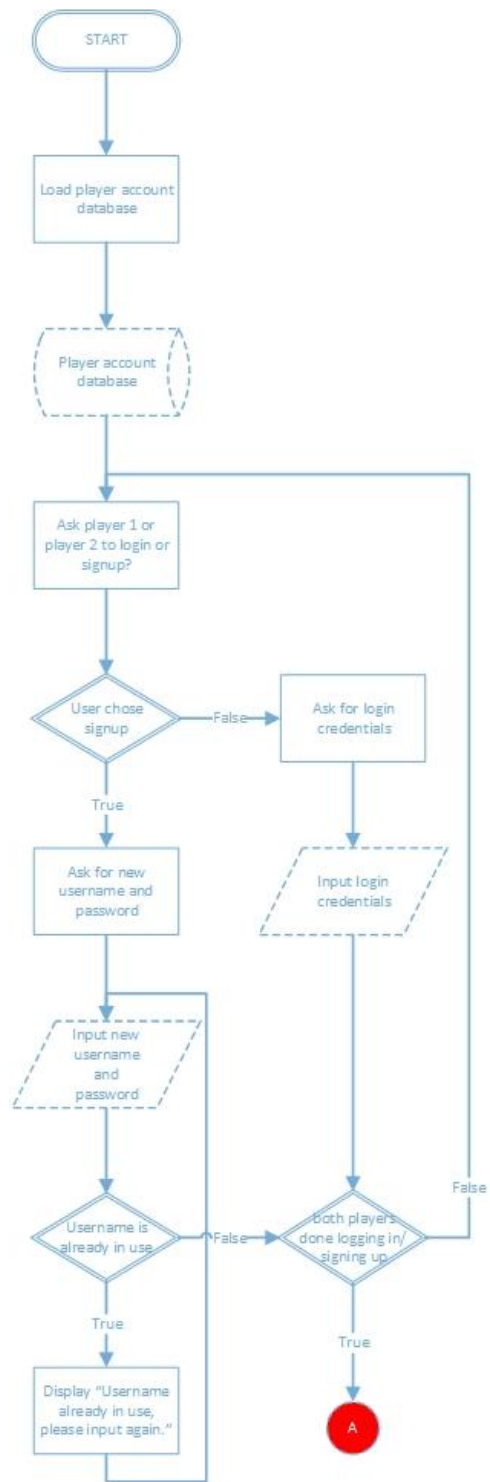 START
Load player account
database
Player account
database
Ask player 1 or
player 2 to login or
signup?
User chose
signup
False
Ask for login
credentials
True
Ask for new
username and
password
Input login
credentials
Input new
username
and
password
Username is
already in use
False
both players
done logging in/
signing up
False
True
True
Display “Username
already in use,
please input again.”
A